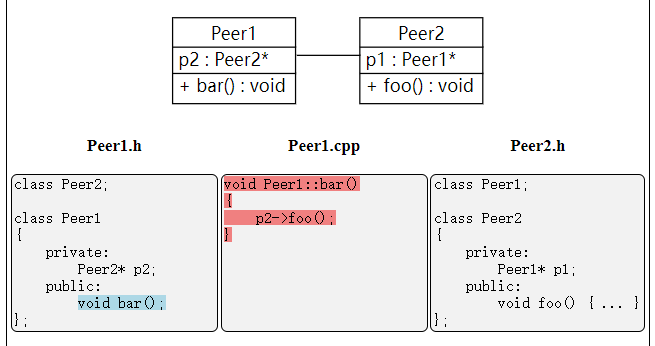 Peer1
p2 : Peer2*
+ bar() : void
Peer2
p1 : Peer1*
+ foo() : void
Peer1.h
class Peer2;
class Peer1
{
private:
Peer2* p2;
public:
void bar();
};
Peer1.cpp
void Peer1::bar()
{
p2->foo();
}
Peer2.h
class Peer1;
class Peer2
{
private:
Peer1* p1;
public:
void foo() { ... }
};